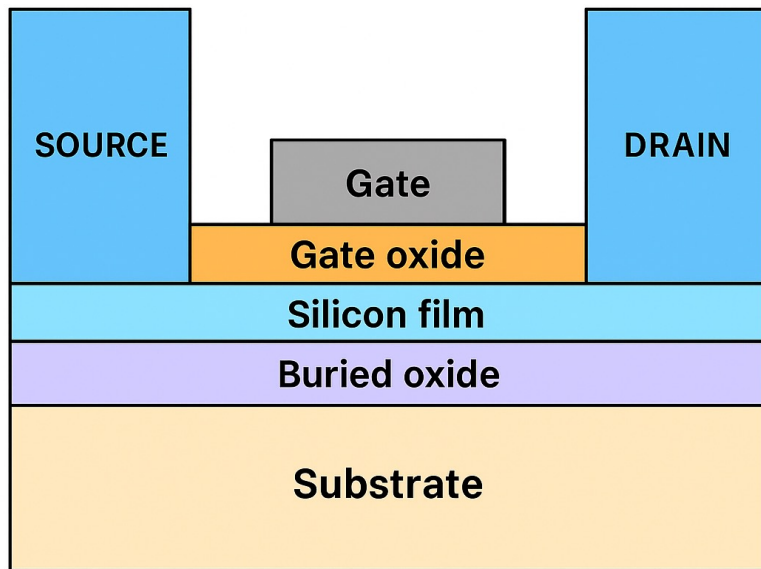 SOURCE
DRAIN
Gate
Gate oxide
Silicon film
Buried oxide
Substrate